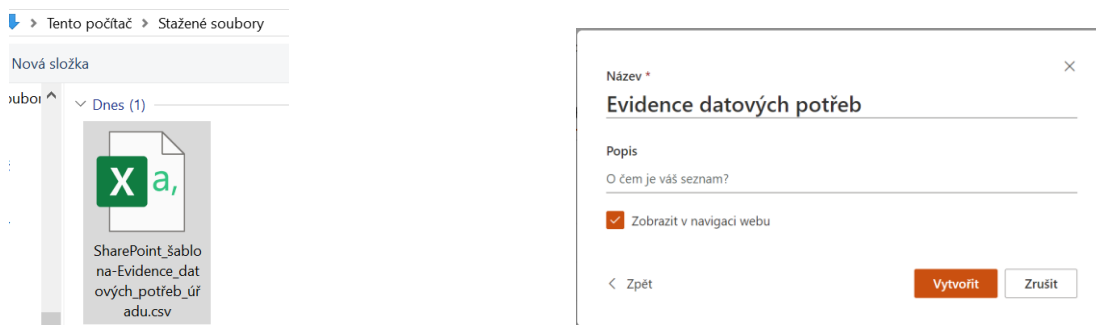 > Tento počítač > Stažené soubory
Nová složka
Dnes (1)
a,
X
SharePoint_šablo
na-Evidence_dat
ových_potřeb_úř
adu.csv
Název *
Evidence datových potřeb
Popis
O čem je váš seznam?
Zobrazit v navigaci webu
< Zpět
Vytvořit
Zrušit